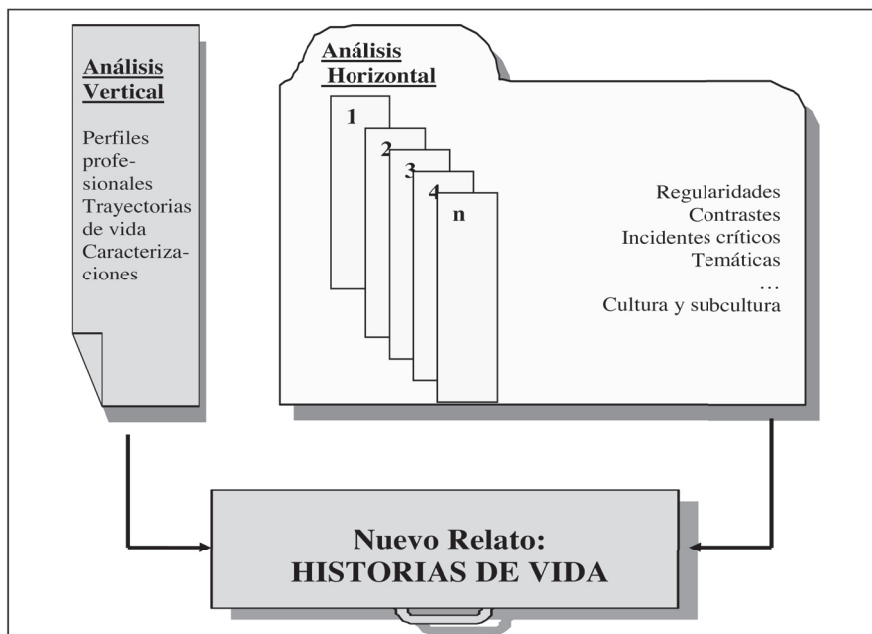 Análisis
Vertical
Perfiles
profe-
sionales
Trayectorias
de vida
Caracteriza-
ciones
Análisis
Horizontal
1
2
3
4
n
Regularidades
Contrastes
Incidentes críticos
Temáticas
…
Cultura y subcultura
Nuevo Relato:
HISTORIAS DE VIDA